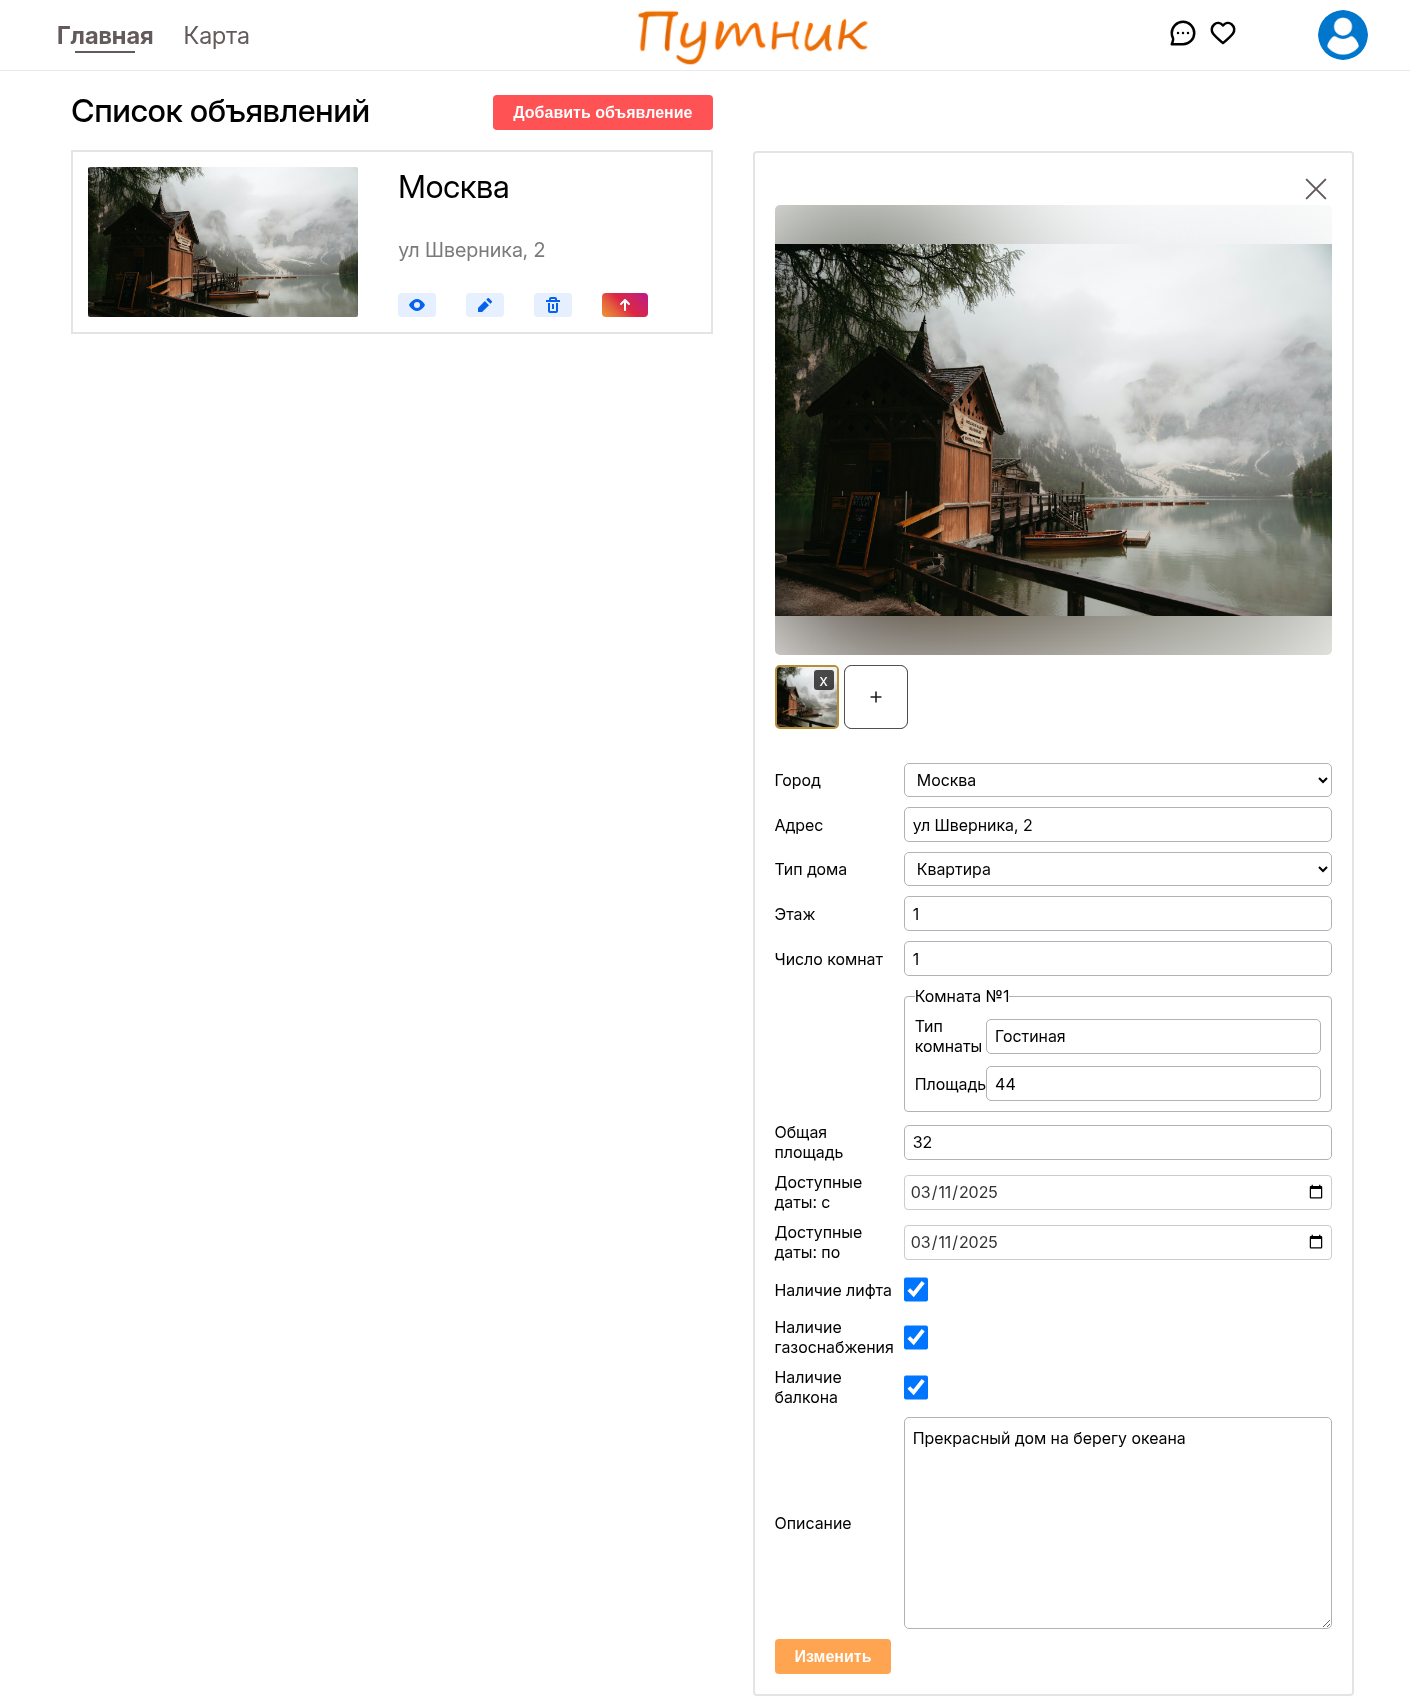 Главная
Карта
Путник
Список объявлений
Добавить объявление
Москва
ул Шверника, 2
x
+
Город
Москва
Адрес
ул Шверника, 2
Тип дома
Квартира
Этаж
1
Число комнат
1
Комната №1
Тип
комнаты
Гостиная
Площадь
44
Общая
площадь
32
Доступные
даты: с
03/11/2025
Доступные
даты: по
03/11/2025
Наличие лифта
Наличие
газоснабжения
Наличие
балкона
Описание
Прекрасный дом на берегу океана
Изменить